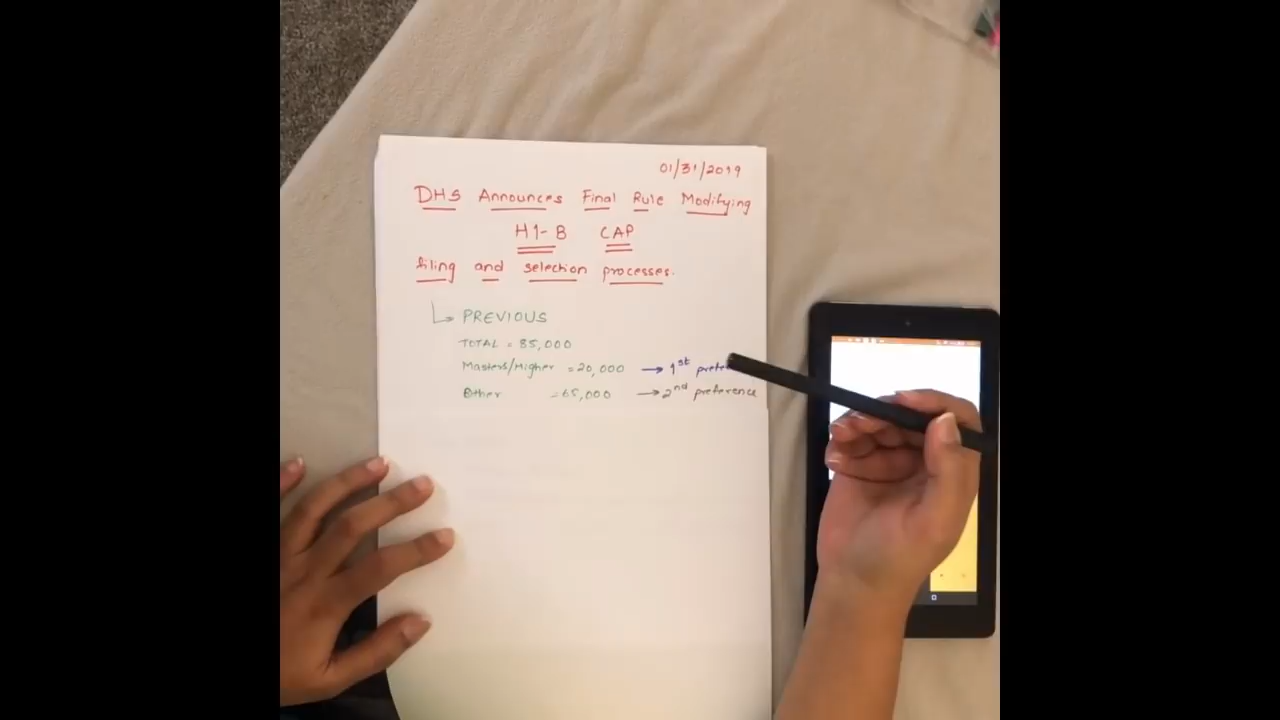 01/31/2019
DHS Announces Final Rule Modifying
H1-B CAP
filing and selection processes.
PREVIOUS
TOTAL = 85,000
Masters/Higher = 20,000 → 1st
Other = 65,000 → 2nd preference